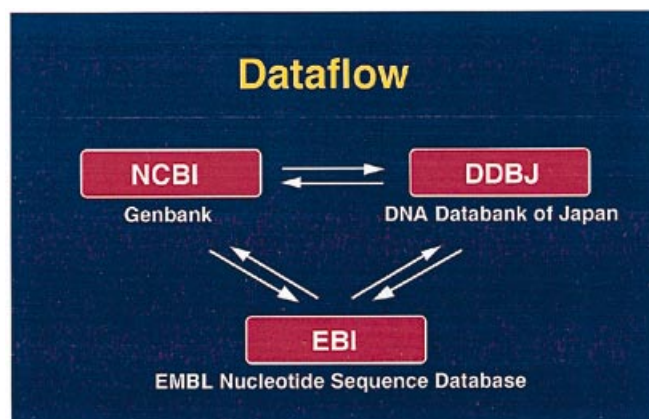 Dataflow
NCBI
DDBJ
Genbank
DNA Databank of Japan
EBI
EMBL Nucleotide Sequence Database